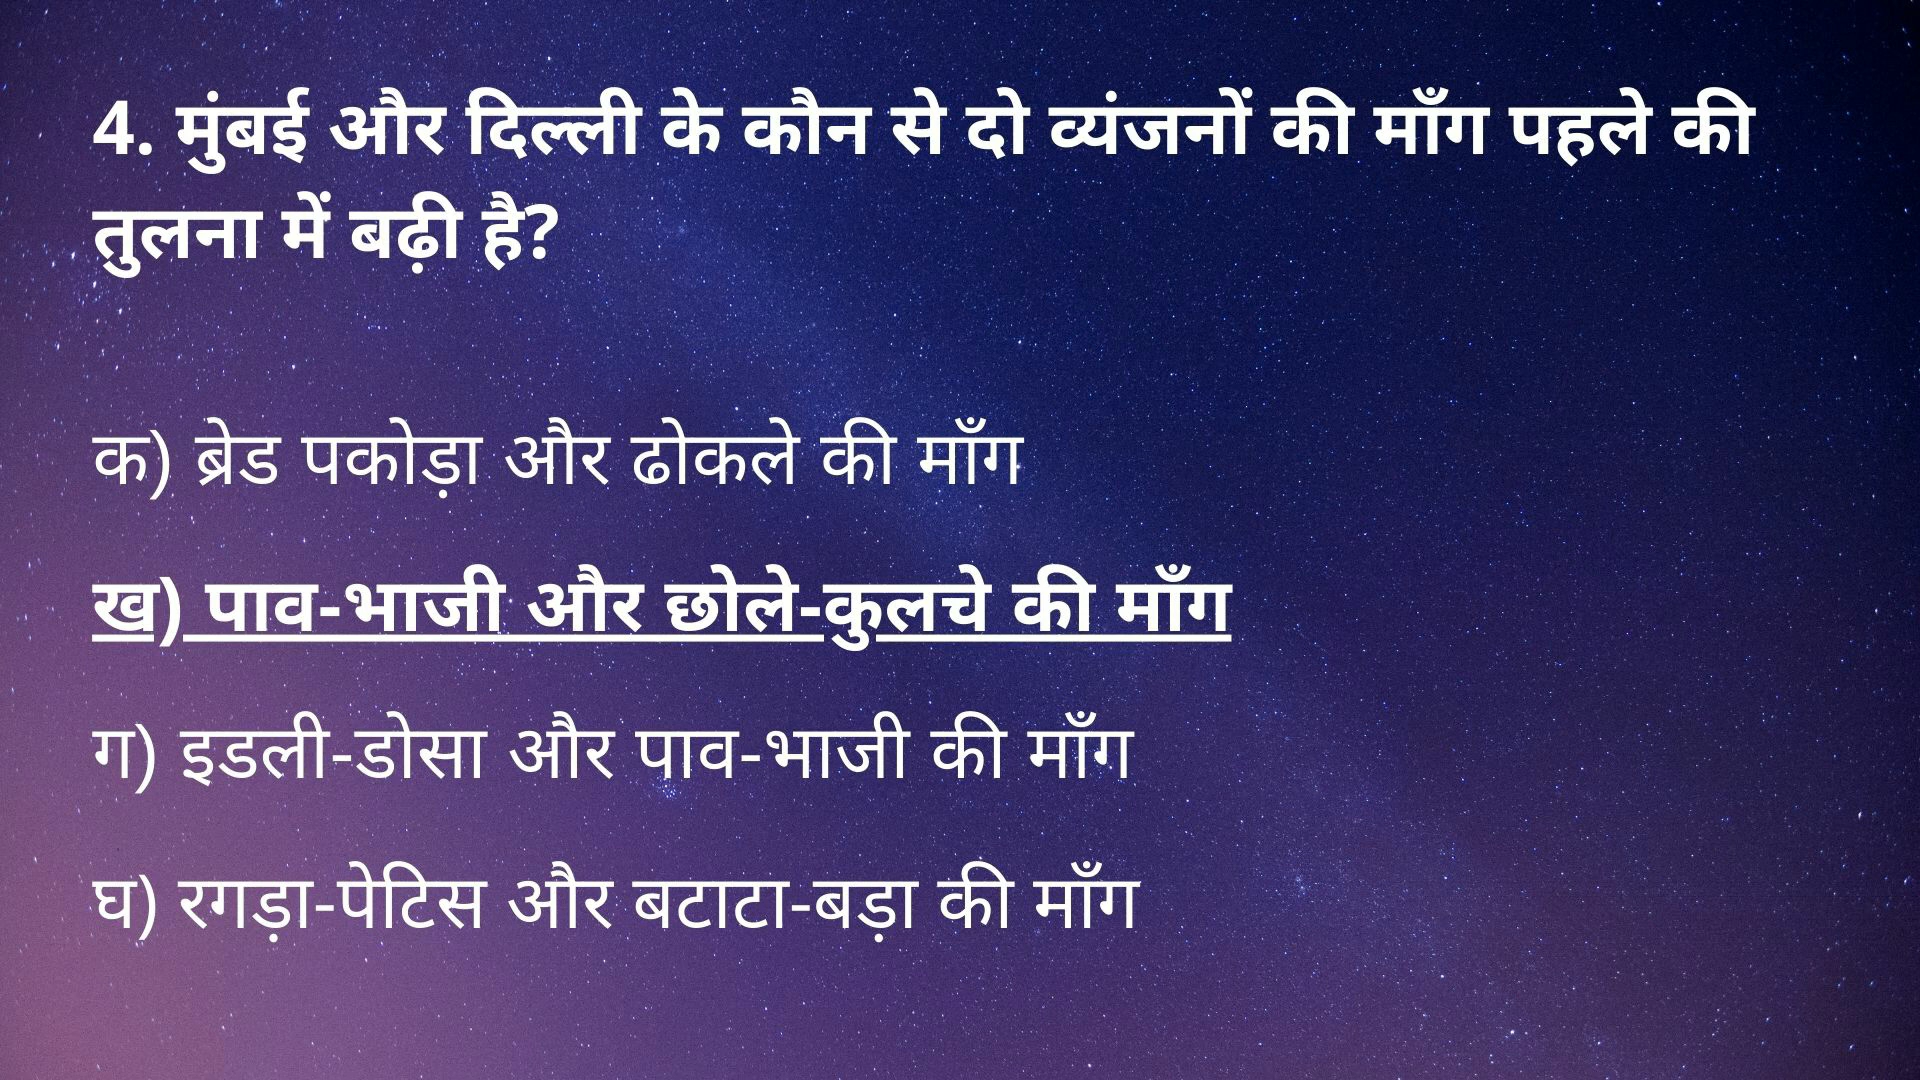 4. मुंबई और दिल्ली के कौन से दो व्यंजनों की माँग पहले की
तुलना में बढ़ी है?
क) ब्रेड पकोड़ा और ढोकले की माँग
ख) पाव-भाजी और छोले-कुलचे की माँग
ग) इडली-डोसा और पाव-भाजी की माँग
घ) रगड़ा-पेटिस और बटाटा-बड़ा की माँग